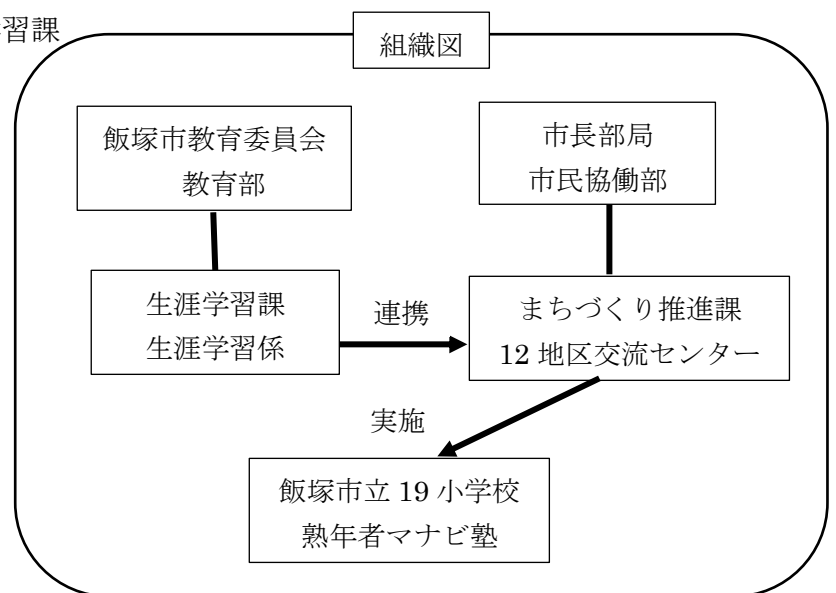 習課
組織図
飯塚市教育委員会
教育部
市長部局
市民協働部
生涯学習課
生涯学習係
連携
まちづくり推進課
12 地区交流センター
実施
飯塚市立 19 小学校
熟年者マナビ塾